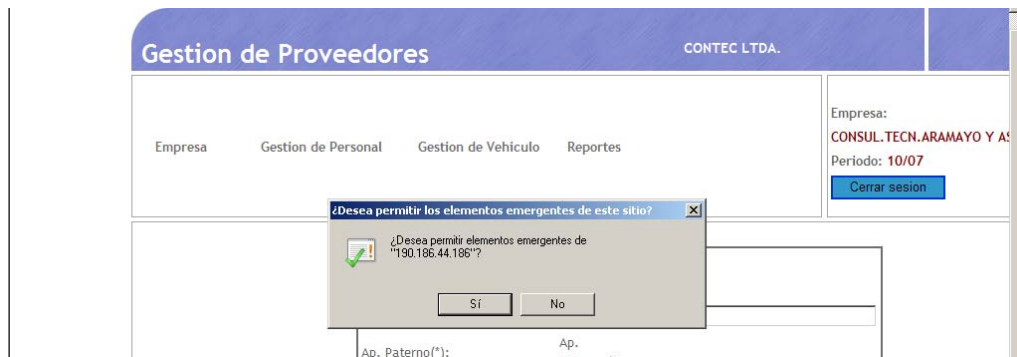 Gestion de Proveedores
CONTEC LTDA.
Empresa Gestion de Personal Gestion de Vehiculo Reportes
Empresa:
CONSUL.TECN.ARAMAYO Y
Periodo: 10/07
Cerrar sesion
¿Desea permitir los elementos emergentes de este sitio?
¿Desea permitir elementos emergentes de
"190.186.44.186"?
Sí No
Ap. Paterno(*):
Ap.